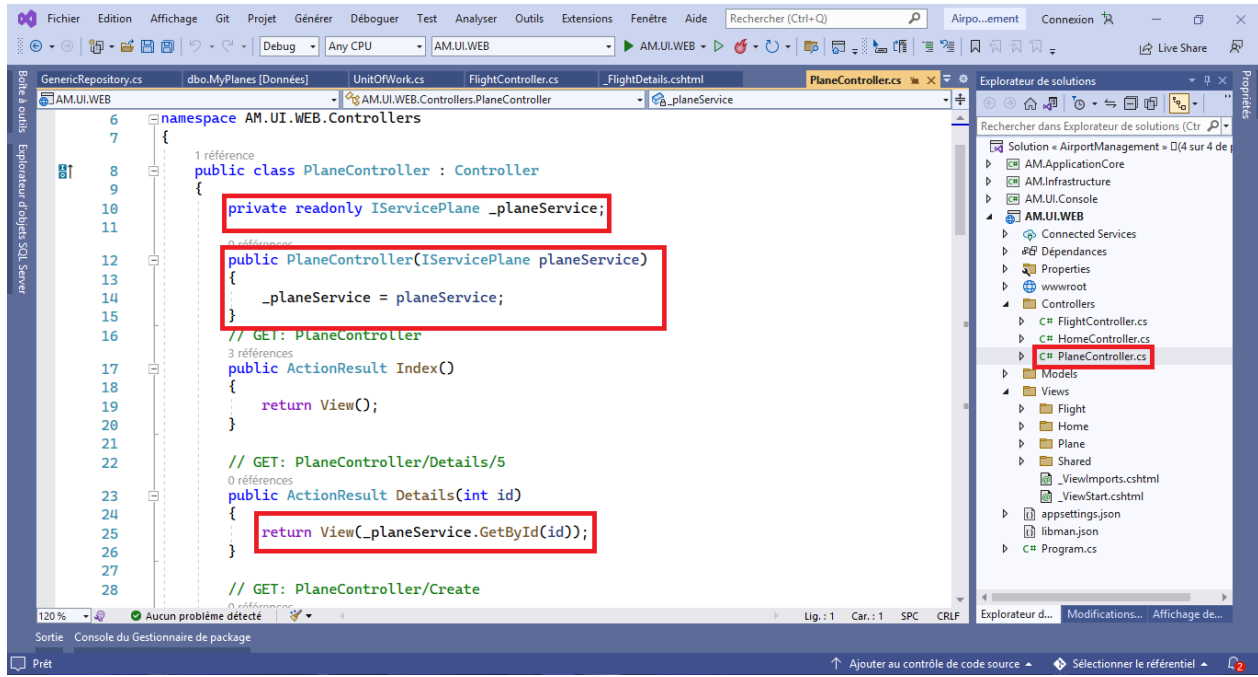 Fichier Edition Affichage Git Projet Générer Déboguer Test Analyser Outils Extensions Fenêtre Aide Rechercher (Ctrl+Q) Airpo...ement Connexion
Debug Any CPU AM.UI.WEB AM.UI.WEB Live Share
Boîte à outils
Explorateur d'objets SQL Server
GenericRepository.cs dbo.MyPlanes [Données] UnitOfWork.cs FlightController.cs _FlightDetails.cshtml PlaneController.cs
AM.UI.WEB AM.UI.WEB.Controllers.PlaneController _planeService
6 namespace AM.UI.WEB.Controllers
7 {
1 référence
8 public class PlaneController : Controller
9 {
10 private readonly IServicePlane _planeService;
11
0 références
12 public PlaneController(IServicePlane planeService)
13 {
14 _planeService = planeService;
15 }
16 // GET: PlaneController
3 références
17 public ActionResult Index()
18 {
19 return View();
20 }
21
22 // GET: PlaneController/Details/5
0 références
23 public ActionResult Details(int id)
24 {
25 return View(_planeService.GetById(id));
26 }
27
28 // GET: PlaneController/Create
0 références
120 % Aucun problème détecté Lig. : 1 Car. : 1 SPC CRLF
Explorateur de solutions
Rechercher dans Explorateur de solutions (Ctr
Solution « AirportManagement » (4 sur 4 de p
AM.ApplicationCore
AM.Infrastructure
AM.UI.Console
AM.UI.WEB
Connected Services
Dépendances
Properties
wwwroot
Controllers
C# FlightController.cs
C# HomeController.cs
C# PlaneController.cs
Models
Views
Flight
Home
Plane
Shared
_ViewImports.cshtml
_ViewStart.cshtml
appsettings.json
libman.json
C# Program.cs
Explorateur d... Modifications... Affichage de...
Propriétés
Sortie Console du Gestionnaire de package
Prêt Ajouter au contrôle de code source Sélectionner le référentiel 2